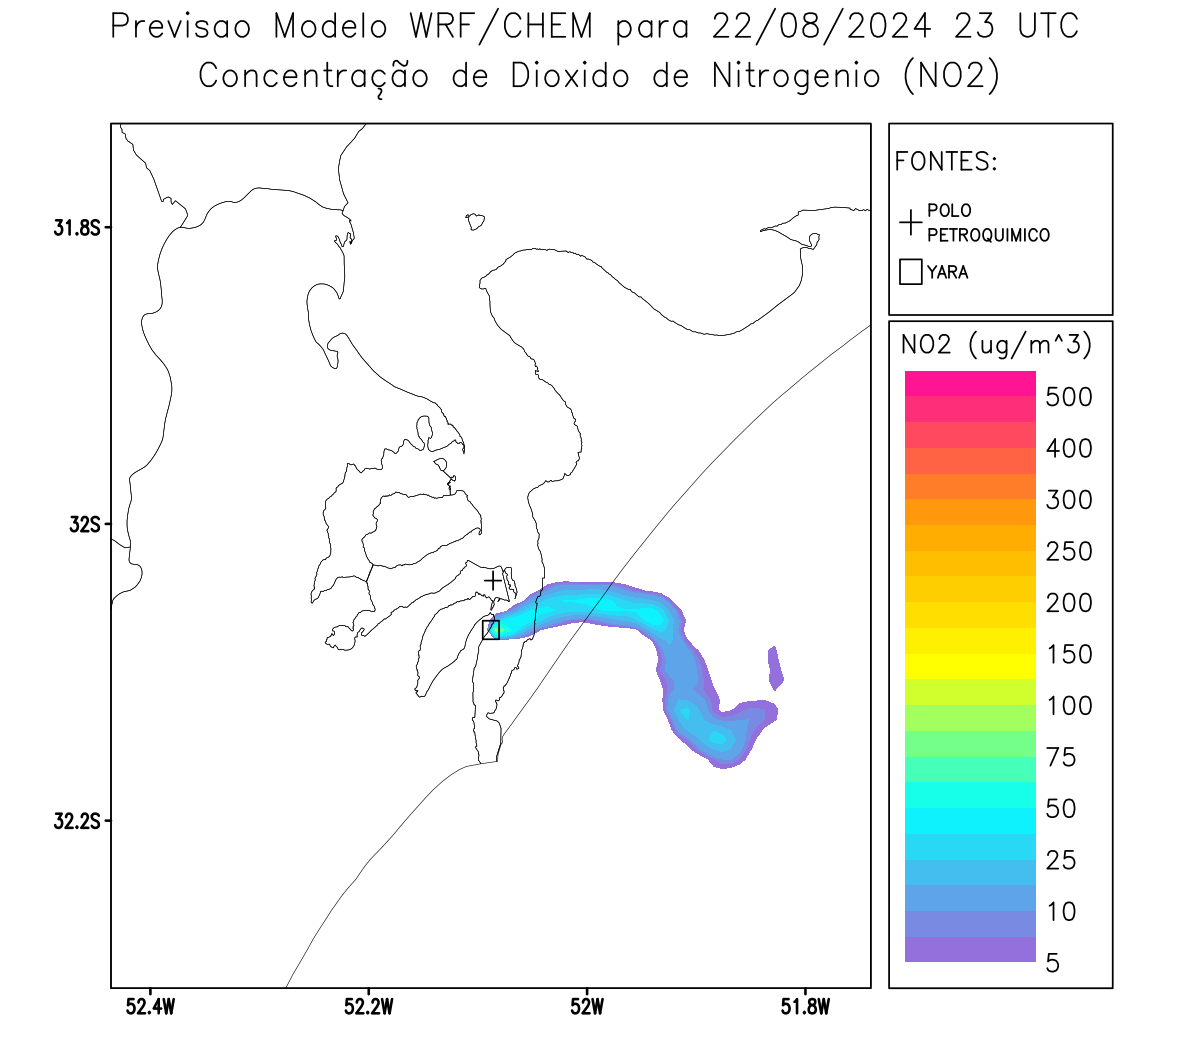 Previsao Modelo WRF/CHEM para 22/08/2024 23 UTC
Concentração de Dioxido de Nitrogenio (NO2)
FONTES:
POLO
PETROQUIMICO
YARA
NO2 (ug/m^3)
500
400
300
250
200
150
100
75
50
25
10
5
31.8S
32S
32.2S
52.4W
52.2W
52W
51.8W